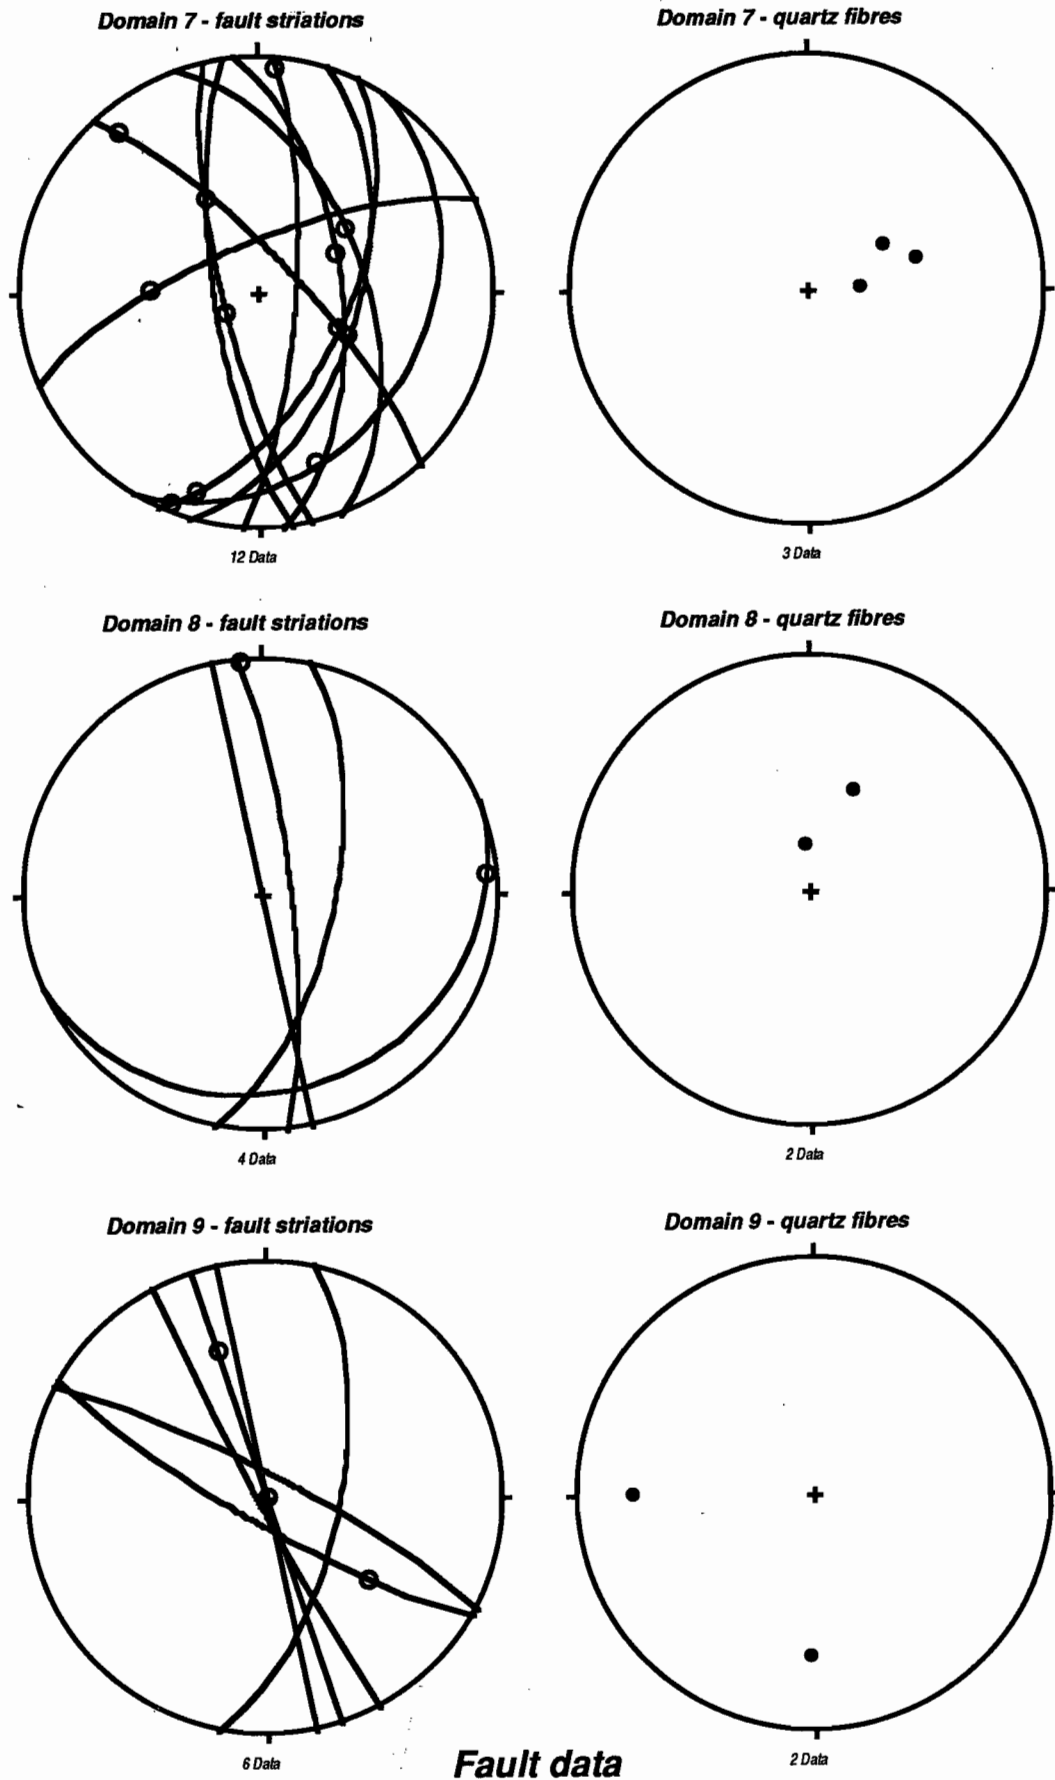 Domain 7 - fault striations
Domain 7 - quartz fibres
12 Data
3 Data
Domain 8 - fault striations
Domain 8 - quartz fibres
4 Data
2 Data
Domain 9 - fault striations
Domain 9 - quartz fibres
6 Data
2 Data
Fault data